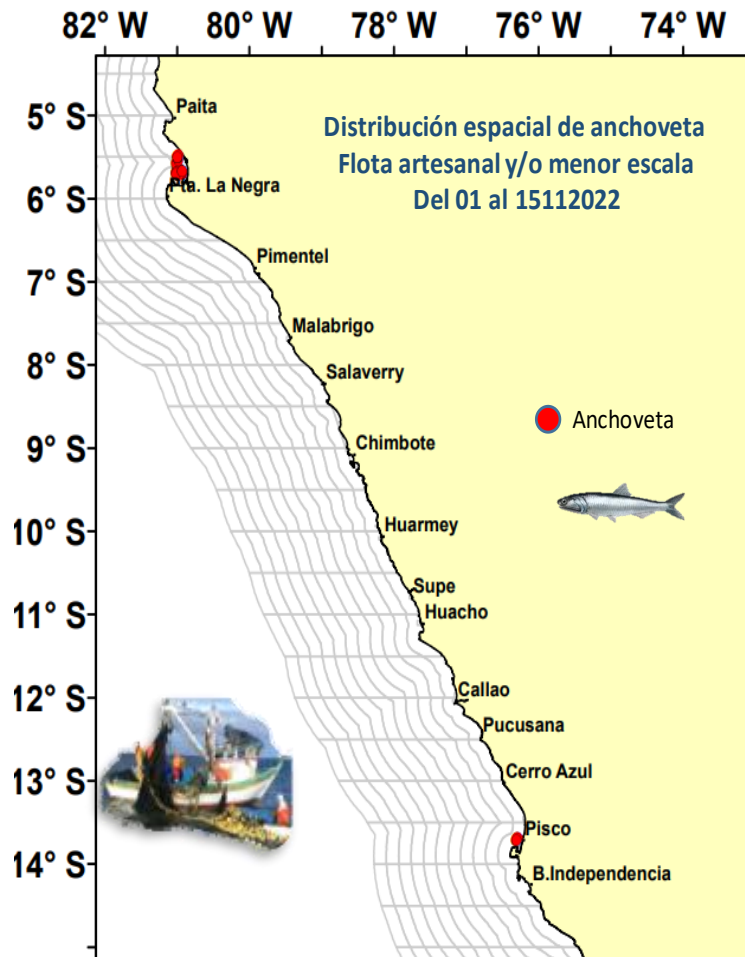 82° W 80° W 78° W 76° W 74° W
5° S
6° S
7° S
8° S
9° S
10° S
11° S
12° S
13° S
14° S
Distribución espacial de anchoveta
Flota artesanal y/o menor escala
Del 01 al 15112022
Paita
Pta. La Negra
Pimentel
Malabrigo
Salaverry
Anchoveta
Chimbote
Huarmey
Supe
Huacho
Callao
Pucusana
Cerro Azul
Pisco
B.Independencia